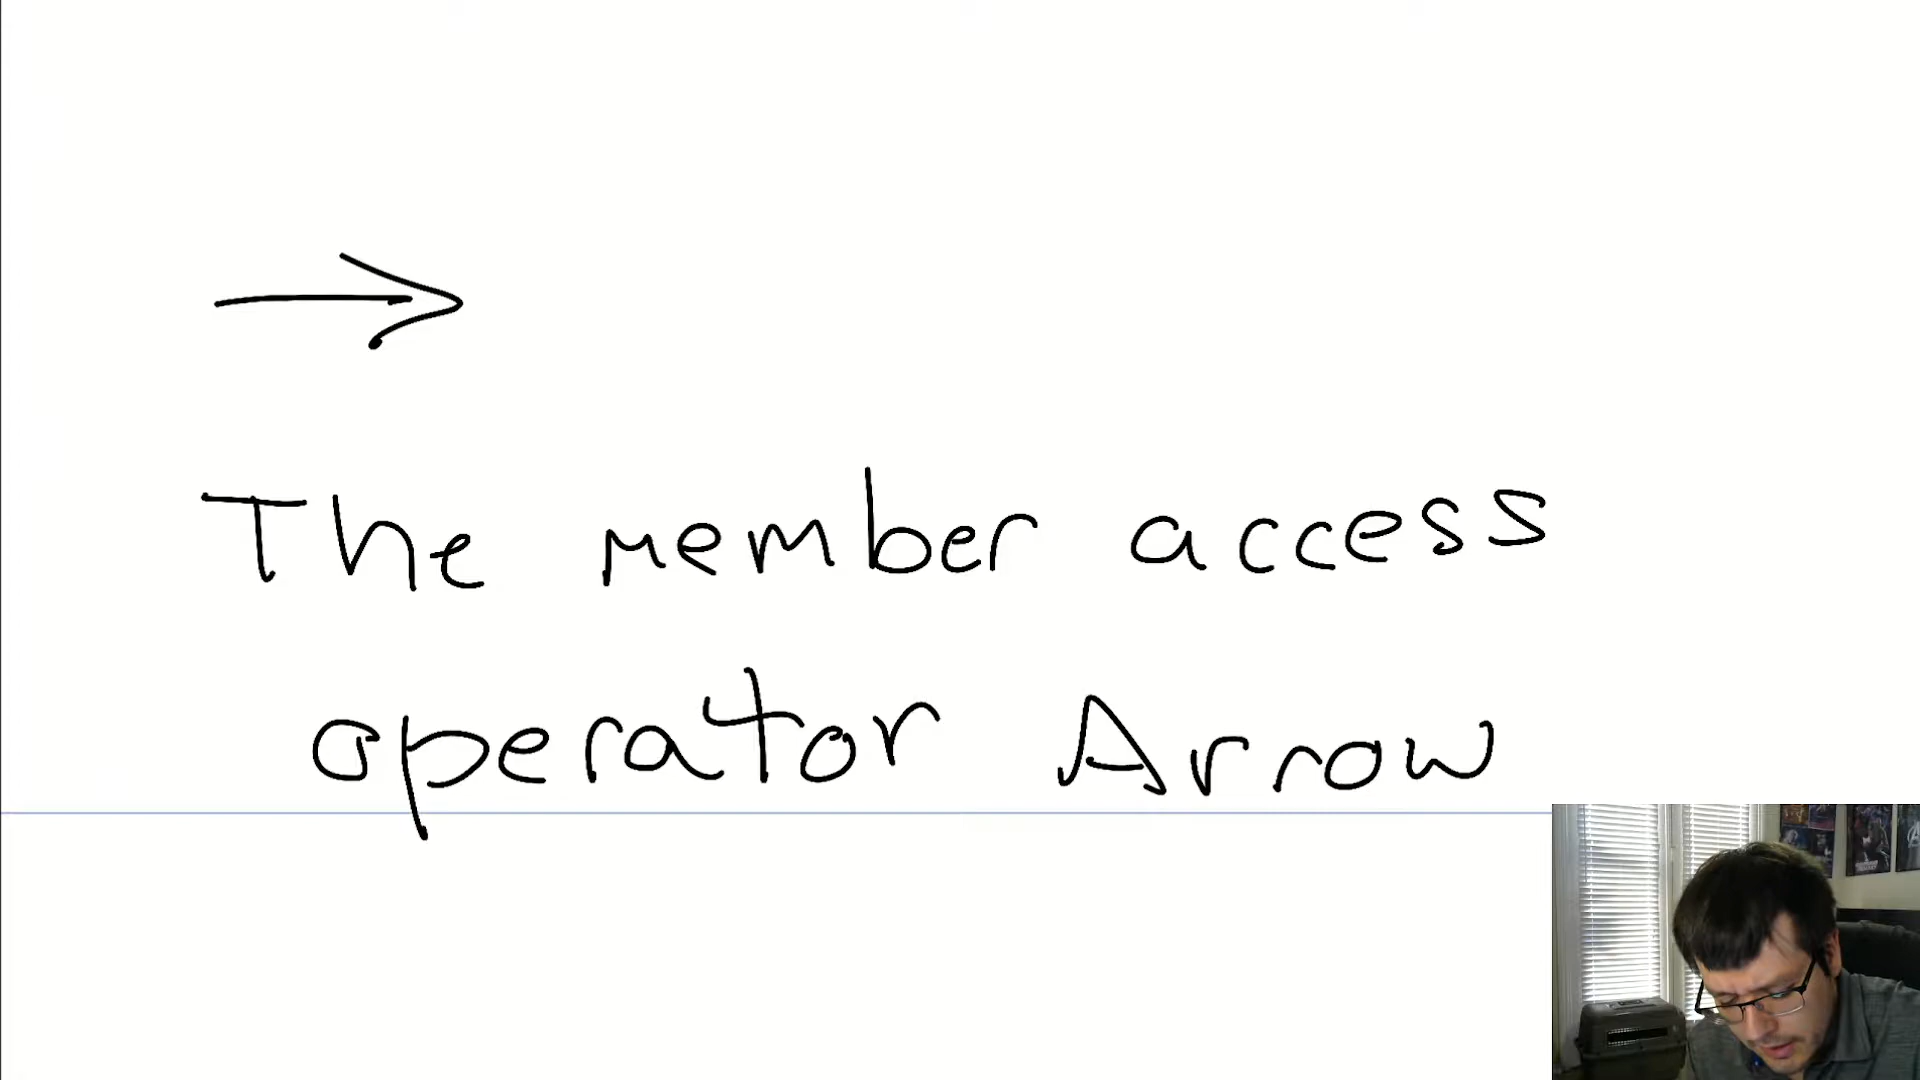 →
The member access
operator Arrow